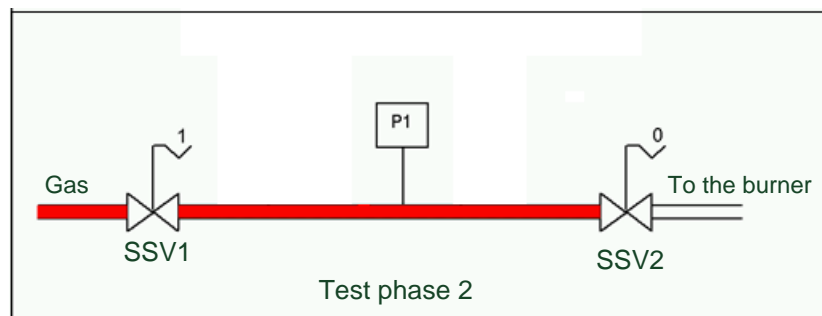 P1
1
0
Gas
To the burner
SSV1
SSV2
Test phase 2